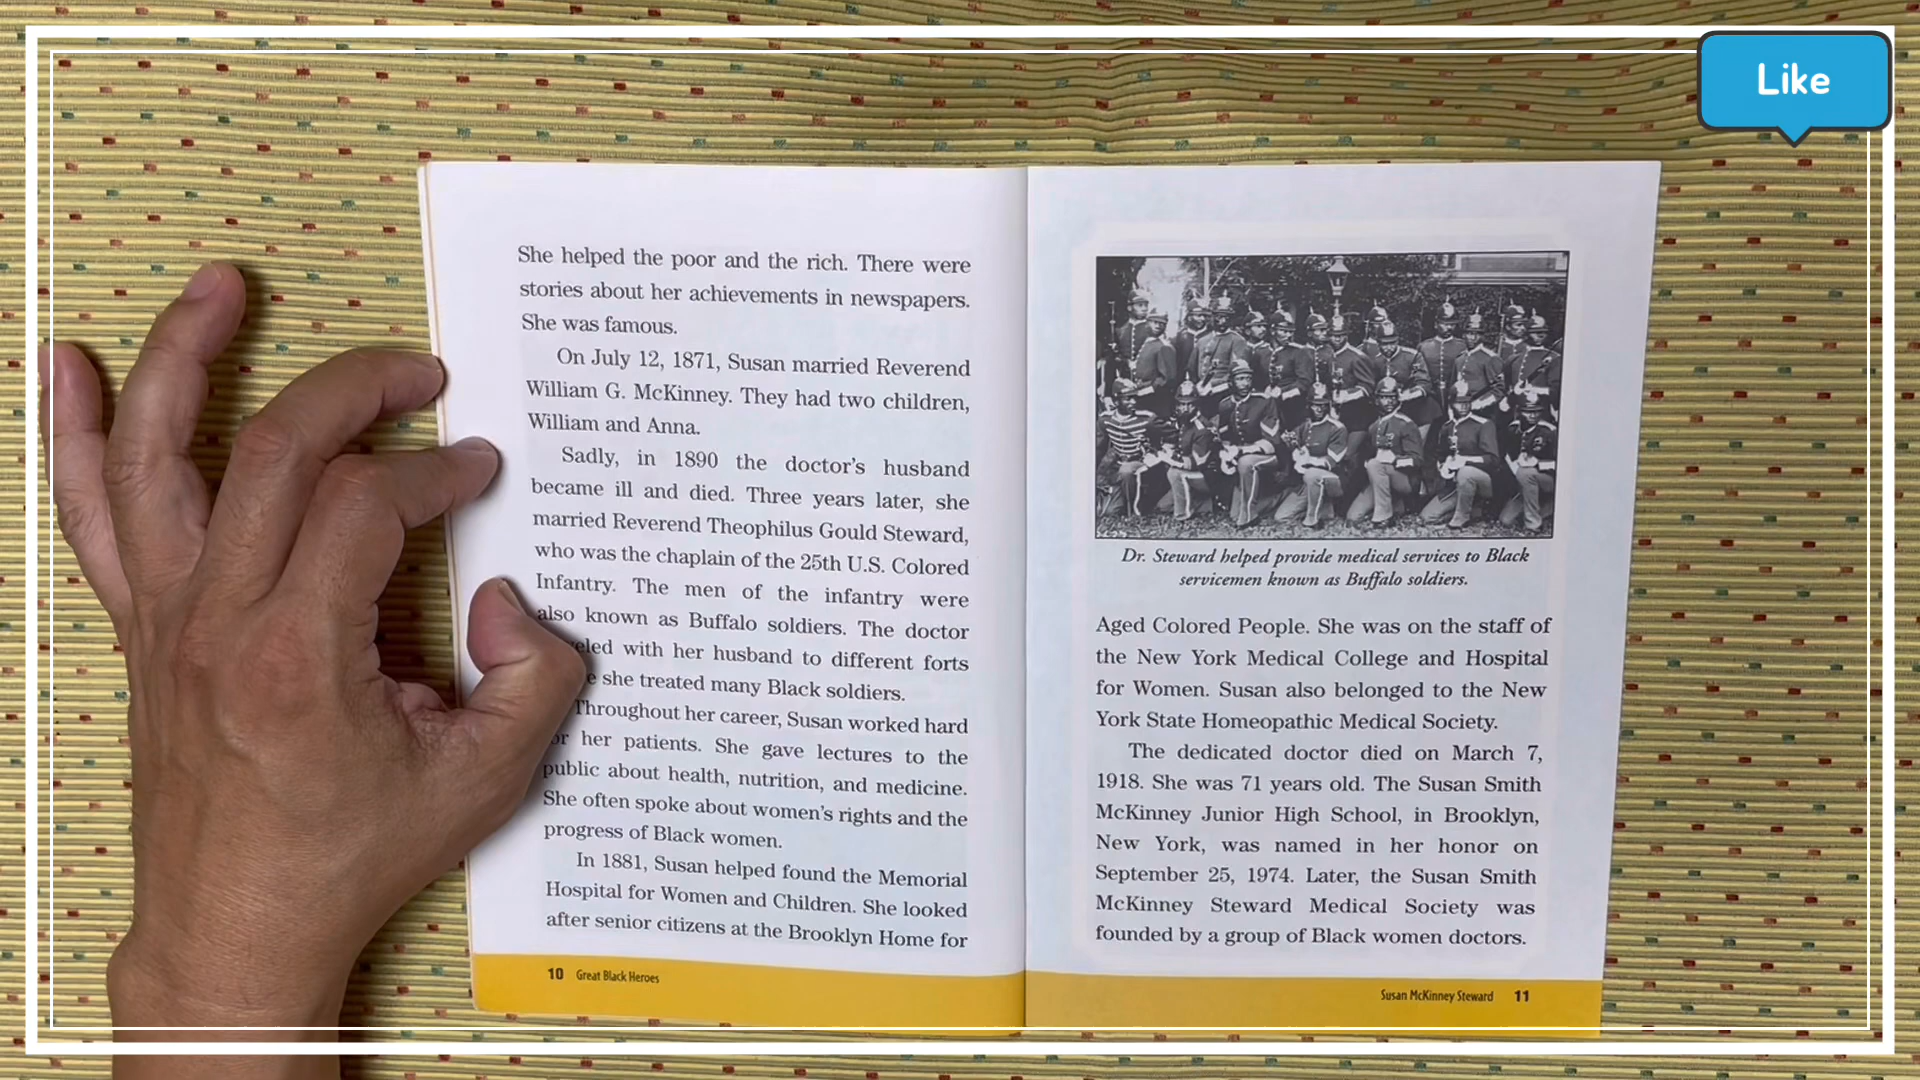 Like
She helped the poor and the rich. There were
stories about her achievements in newspapers.
She was famous.
On July 12, 1871, Susan married Reverend
William G. McKinney. They had two children,
William and Anna.
Sadly, in 1890 the doctor's husband
became ill and died. Three years later, she
married Reverend Theophilus Gould Steward,
who was the chaplain of the 25th U.S. Colored
Infantry. The men of the infantry were
also known as Buffalo soldiers. The doctor
with her husband to different forts
she treated many Black soldiers.
Throughout her career, Susan worked hard
her patients. She gave lectures to the
public about health, nutrition, and medicine.
She often spoke about women's rights and the
progress of Black women.
In 1881, Susan helped found the Memorial
Hospital for Women and Children. She looked
after senior citizens at the Brooklyn Home for
10 Great Black Heroes
Dr. Steward helped provide medical services to Black
servicemen known as Buffalo soldiers.
Aged Colored People. She was on the staff of
the New York Medical College and Hospital
for Women. Susan also belonged to the New
York State Homeopathic Medical Society.
The dedicated doctor died on March 7,
1918. She was 71 years old. The Susan Smith
McKinney Junior High School, in Brooklyn,
New York, was named in her honor on
September 25, 1974. Later, the Susan Smith
McKinney Steward Medical Society was
founded by a group of Black women doctors.
Susan McKinney Steward 11